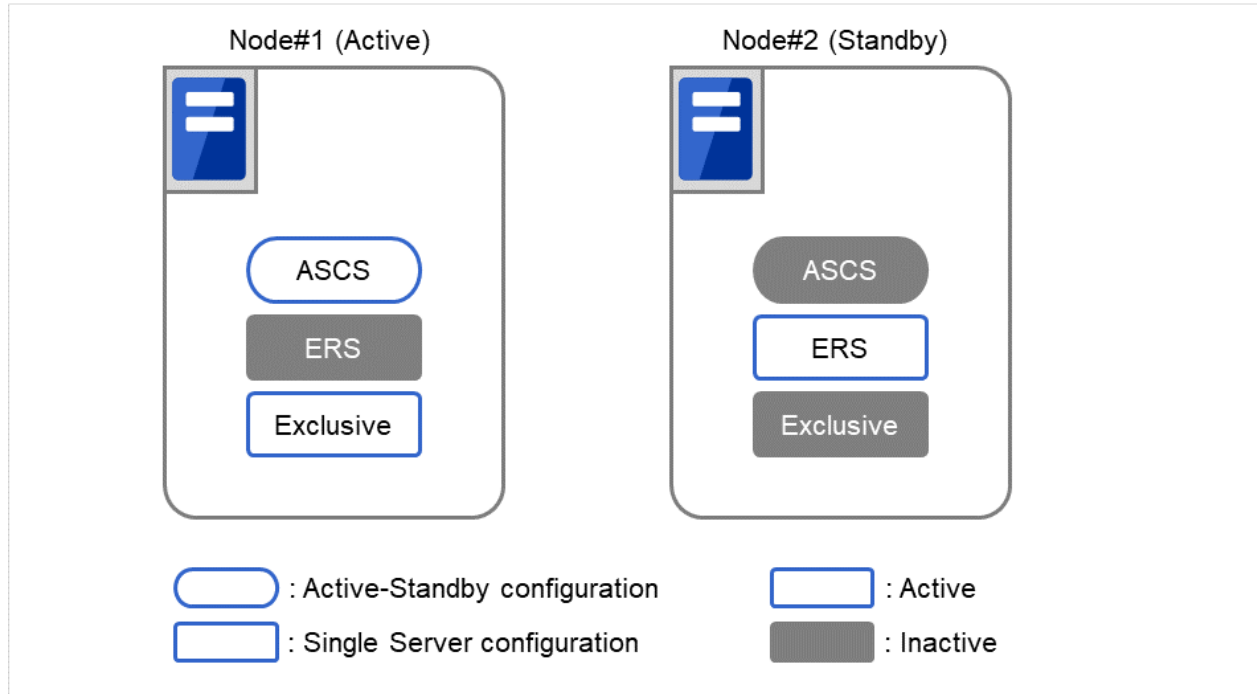 Node#1 (Active)
Node#2 (Standby)
ASCS
ERS
Exclusive
ASCS
ERS
Exclusive
: Active-Standby configuration
: Active
: Single Server configuration
: Inactive